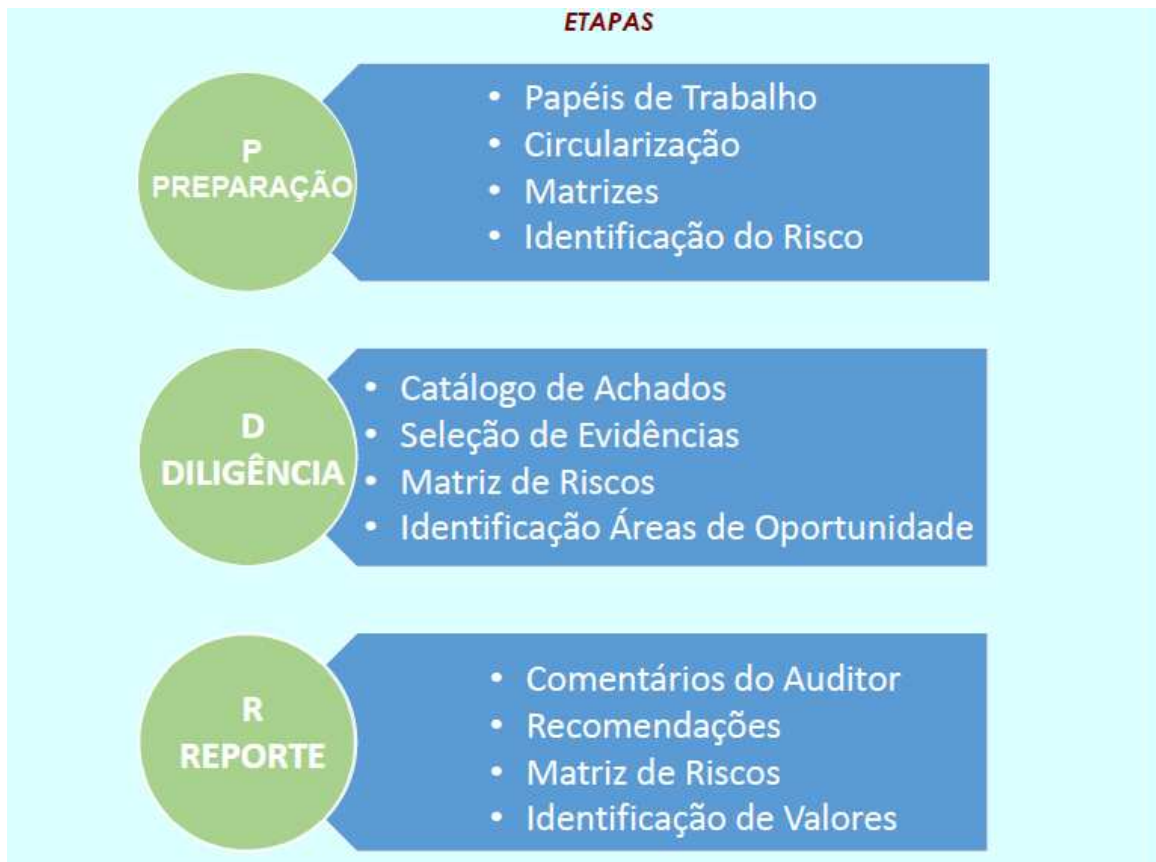 ETAPAS
P
PREPARAÇÃO
• Papéis de Trabalho
• Circularização
• Matrizes
• Identificação do Risco
D
DILIGÊNCIA
• Catálogo de Achados
• Seleção de Evidências
• Matriz de Riscos
• Identificação Áreas de Oportunidade
R
REPORTE
• Comentários do Auditor
• Recomendações
• Matriz de Riscos
• Identificação de Valores